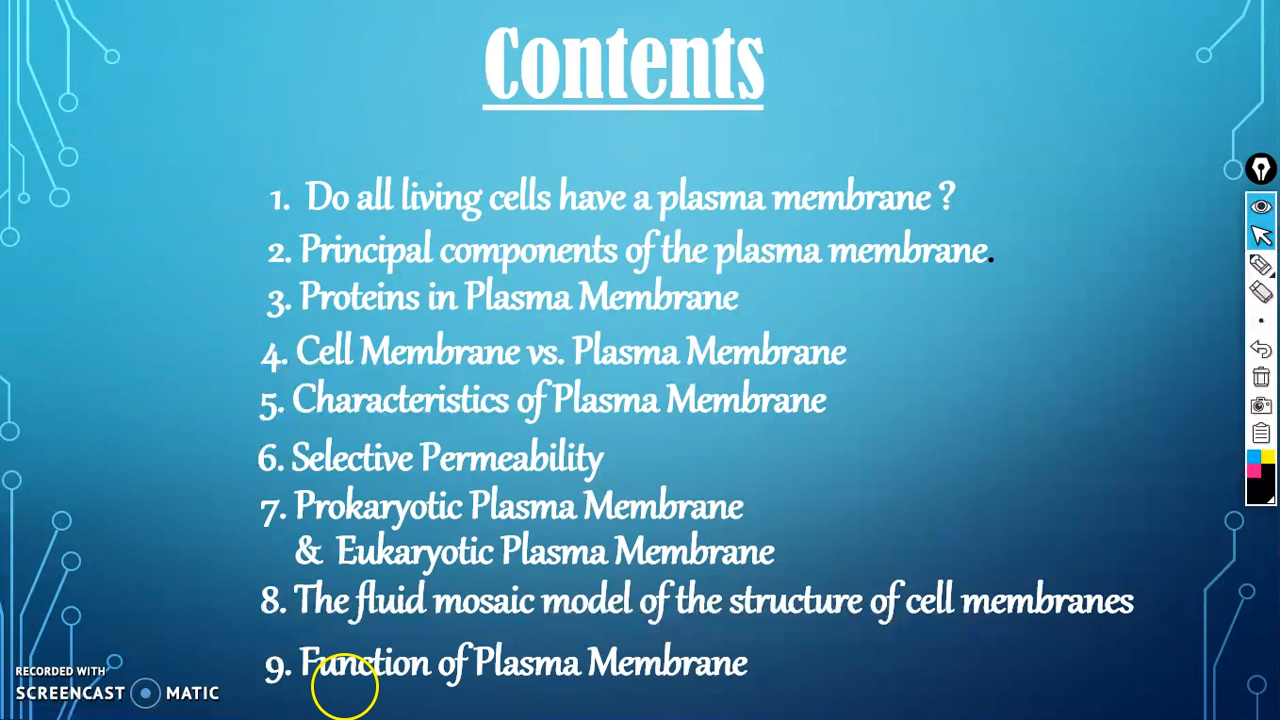 Contents
1. Do all living cells have a plasma membrane ?
2. Principal components of the plasma membrane.
3. Proteins in Plasma Membrane
4. Cell Membrane vs. Plasma Membrane
5. Characteristics of Plasma Membrane
6. Selective Permeability
7. Prokaryotic Plasma Membrane
& Eukaryotic Plasma Membrane
8. The fluid mosaic model of the structure of cell membranes
9. Function of Plasma Membrane
RECORDED WITH
SCREENCAST MATIC